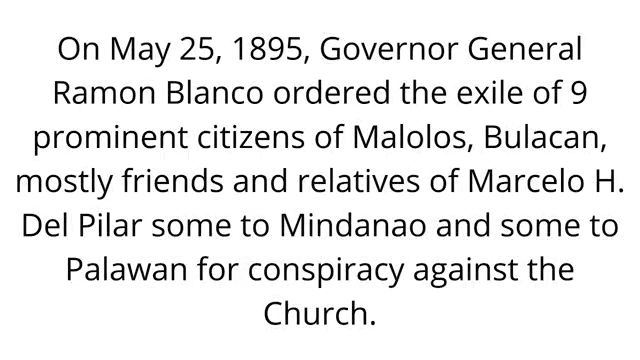 On May 25, 1895, Governor General
Ramon Blanco ordered the exile of 9
prominent citizens of Malolos, Bulacan,
mostly friends and relatives of Marcelo H.
Del Pilar some to Mindanao and some to
Palawan for conspiracy against the
Church.